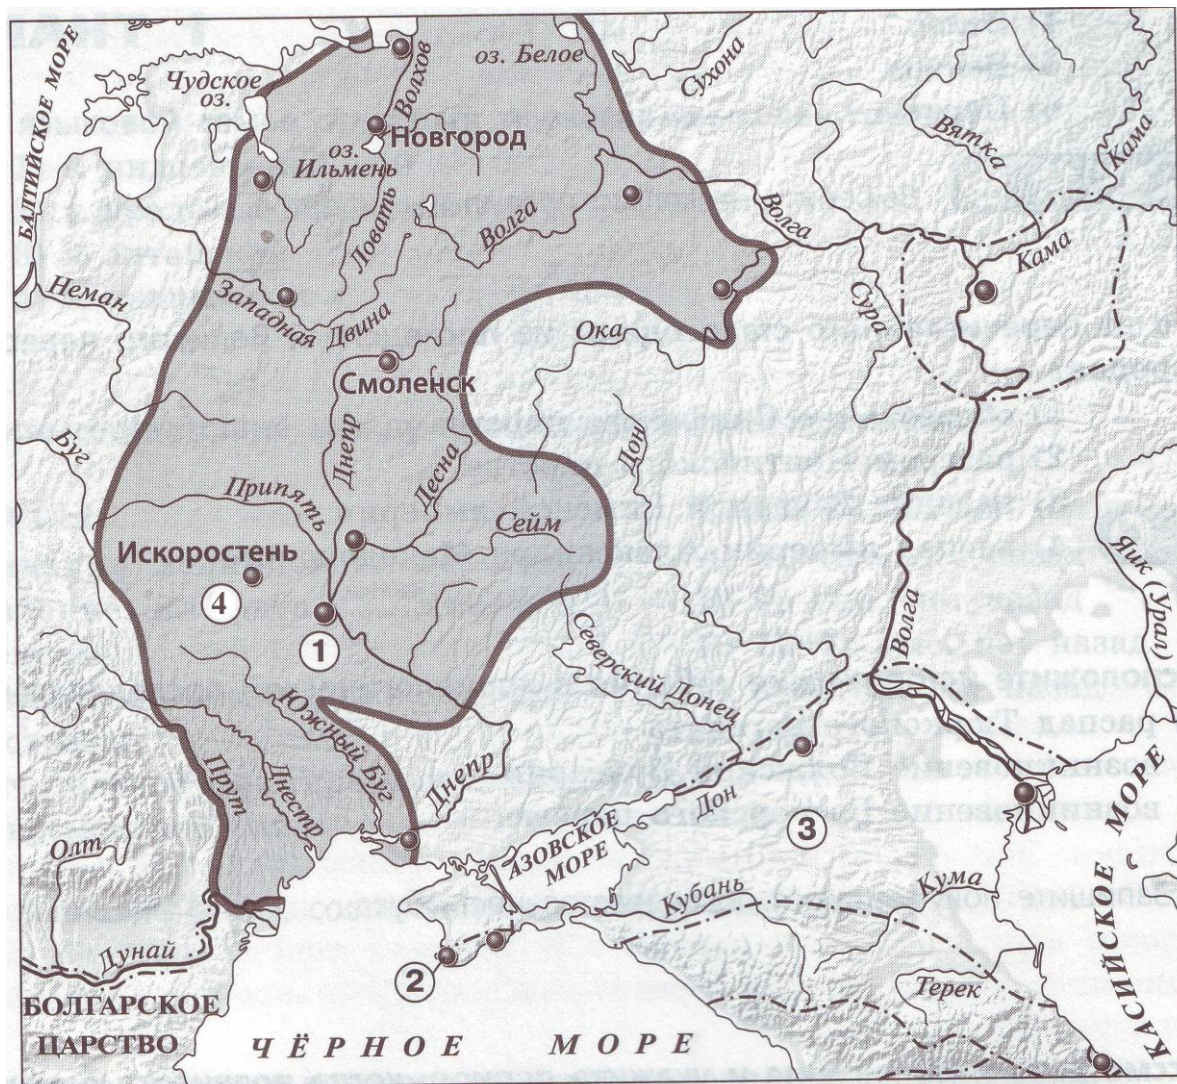 БАЛТИЙСКОЕ МОРЕ
Чудское
оз.
Волхов
оз. Белое
Сухона
Вятка
Кама
Новгород
оз.
Ильмень
Ловать
Волга
Волга
Кама
Неман
Западная
Двина
Ока
Сура
Смоленск
Буг
Днепр
Десна
Дон
Припять
Сейм
Искоростень
4
1
Волга
Яик (Урал)
Северский Донец
Южный Буг
Прут
Днестр
Днепр
Дон
3
АЗОВСКОЕ
МОРЕ
Олт
Кубань
Кума
Дунай
2
Терек
БОЛГАРСКОЕ
ЦАРСТВО
ЧЁРНОЕ МОРЕ
КАСПИЙСКИЕ МОРЕ